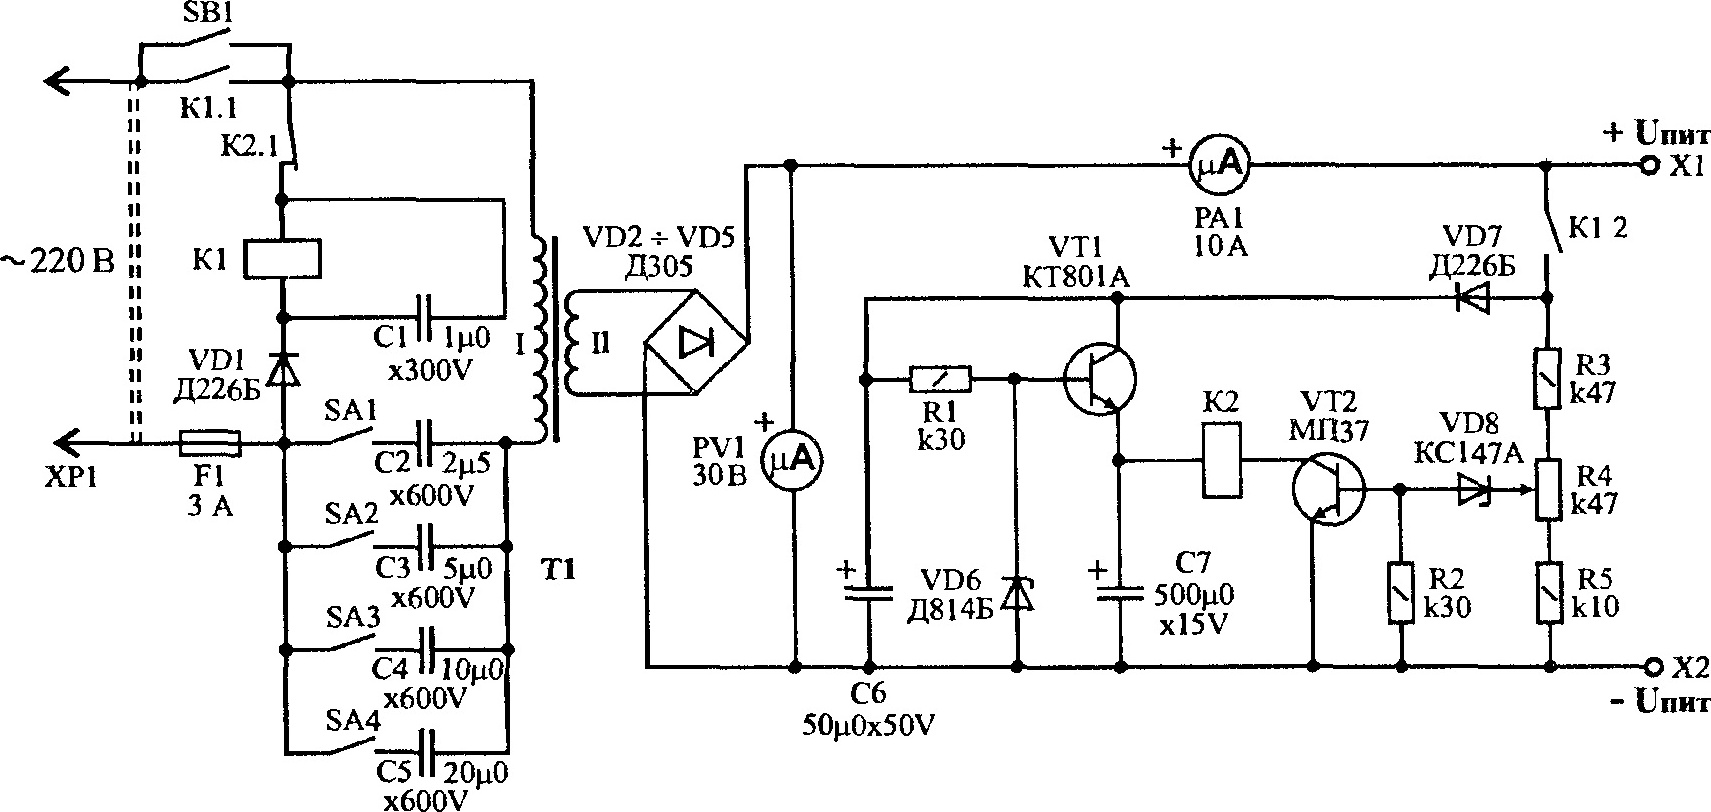 SB1
K1.1
K2.1
~220 В
K1
C1 1µ0
x300V
VD1
Д226Б
XP1
F1
3 А
SA1
C2 2µ5
x600V
SA2
C3 5µ0
x600V
SA3
C4 10µ0
x600V
SA4
C5 20µ0
x600V
I
II
T1
VD2 ÷ VD5
Д305
+
PV1
30 В
µA
+
µA
PA1
10 А
+ Uпит
X1
K1 2
VD7
Д226Б
VT1
КТ801А
R1
k30
K2
VT2
МП37
VD8
КС147А
R3
k47
R4
k47
R2
k30
R5
k10
+
C6
50µ0x50V
VD6
Д814Б
+
C7
500µ0
x15V
X2
- Uпит